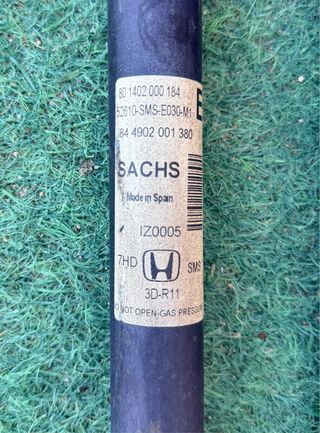 80 1402 000 184
52610-SMS-E030-M1
84 4902 001 380
SACHS
Made in Spain
IZ0005
7HD SMS
3D-R11
DO NOT OPEN-GAS PRESSURE